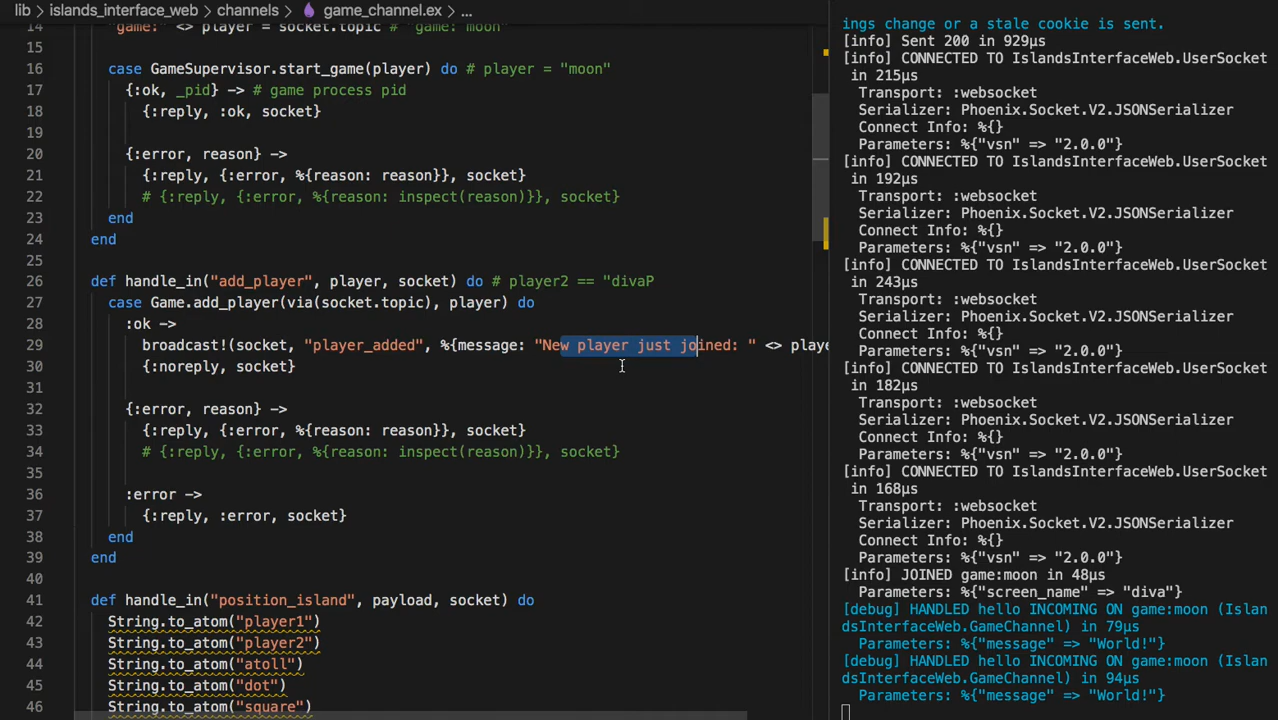 lib > islands_interface_web > channels > game_channel.ex > ...
14 "game:" <> player = socket.topic # "game: moon"
15
16 case GameSupervisor.start_game(player) do # player = "moon"
17 {:ok, _pid} -> # game process pid
18 {:reply, :ok, socket}
19
20 {:error, reason} ->
21 {:reply, {:error, %{reason: reason}}, socket}
22 # {:reply, {:error, %{reason: inspect(reason)}}, socket}
23 end
24 end
25
26 def handle_in("add_player", player, socket) do # player2 == "divaP
27 case Game.add_player(via(socket.topic), player) do
28 :ok ->
29 broadcast!(socket, "player_added", %{message: "New player just joined: " <> playe
30 {:noreply, socket}
31
32 {:error, reason} ->
33 {:reply, {:error, %{reason: reason}}, socket}
34 # {:reply, {:error, %{reason: inspect(reason)}}, socket}
35
36 :error ->
37 {:reply, :error, socket}
38 end
39 end
40
41 def handle_in("position_island", payload, socket) do
42 String.to_atom("player1")
43 String.to_atom("player2")
44 String.to_atom("atoll")
45 String.to_atom("dot")
46 String.to_atom("square")
ings change or a stale cookie is sent.
[info] Sent 200 in 929µs
[info] CONNECTED TO IslandsInterfaceWeb.UserSocket
in 215µs
Transport: :websocket
Serializer: Phoenix.Socket.V2.JSONSerializer
Connect Info: %{}
Parameters: %{"vsn" => "2.0.0"}
[info] CONNECTED TO IslandsInterfaceWeb.UserSocket
in 192µs
Transport: :websocket
Serializer: Phoenix.Socket.V2.JSONSerializer
Connect Info: %{}
Parameters: %{"vsn" => "2.0.0"}
[info] CONNECTED TO IslandsInterfaceWeb.UserSocket
in 243µs
Transport: :websocket
Serializer: Phoenix.Socket.V2.JSONSerializer
Connect Info: %{}
Parameters: %{"vsn" => "2.0.0"}
[info] CONNECTED TO IslandsInterfaceWeb.UserSocket
in 182µs
Transport: :websocket
Serializer: Phoenix.Socket.V2.JSONSerializer
Connect Info: %{}
Parameters: %{"vsn" => "2.0.0"}
[info] CONNECTED TO IslandsInterfaceWeb.UserSocket
in 168µs
Transport: :websocket
Serializer: Phoenix.Socket.V2.JSONSerializer
Connect Info: %{}
Parameters: %{"vsn" => "2.0.0"}
[info] JOINED game:moon in 48µs
Parameters: %{"screen_name" => "diva"}
[debug] HANDLED hello INCOMING ON game:moon (Islan
dsInterfaceWeb.GameChannel) in 79µs
Parameters: %{"message" => "World!"}
[debug] HANDLED hello INCOMING ON game:moon (Islan
dsInterfaceWeb.GameChannel) in 94µs
Parameters: %{"message" => "World!"}